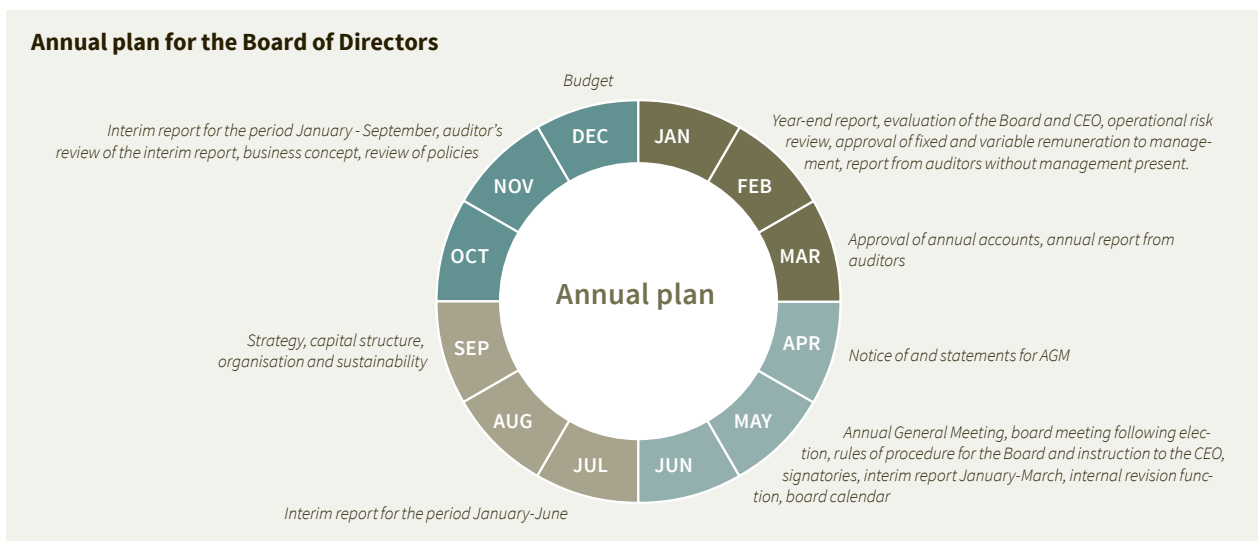 Annual plan for the Board of Directors
Budget
Interim report for the period January - September, auditor's
review of the interim report, business concept, review of policies
Year-end report, evaluation of the Board and CEO, operational risk
review, approval of fixed and variable remuneration to manage-
ment, report from auditors without management present.
DEC
JAN
NOV
FEB
OCT
MAR
Approval of annual accounts, annual report from
auditors
Annual plan
Strategy, capital structure,
organisation and sustainability
SEP
APR
Notice of and statements for AGM
AUG
MAY
JUL
JUN
Annual General Meeting, board meeting following elec-
tion, rules of procedure for the Board and instruction to the CEO,
signatories, interim report January-March, internal revision func-
tion, board calendar
Interim report for the period January-June